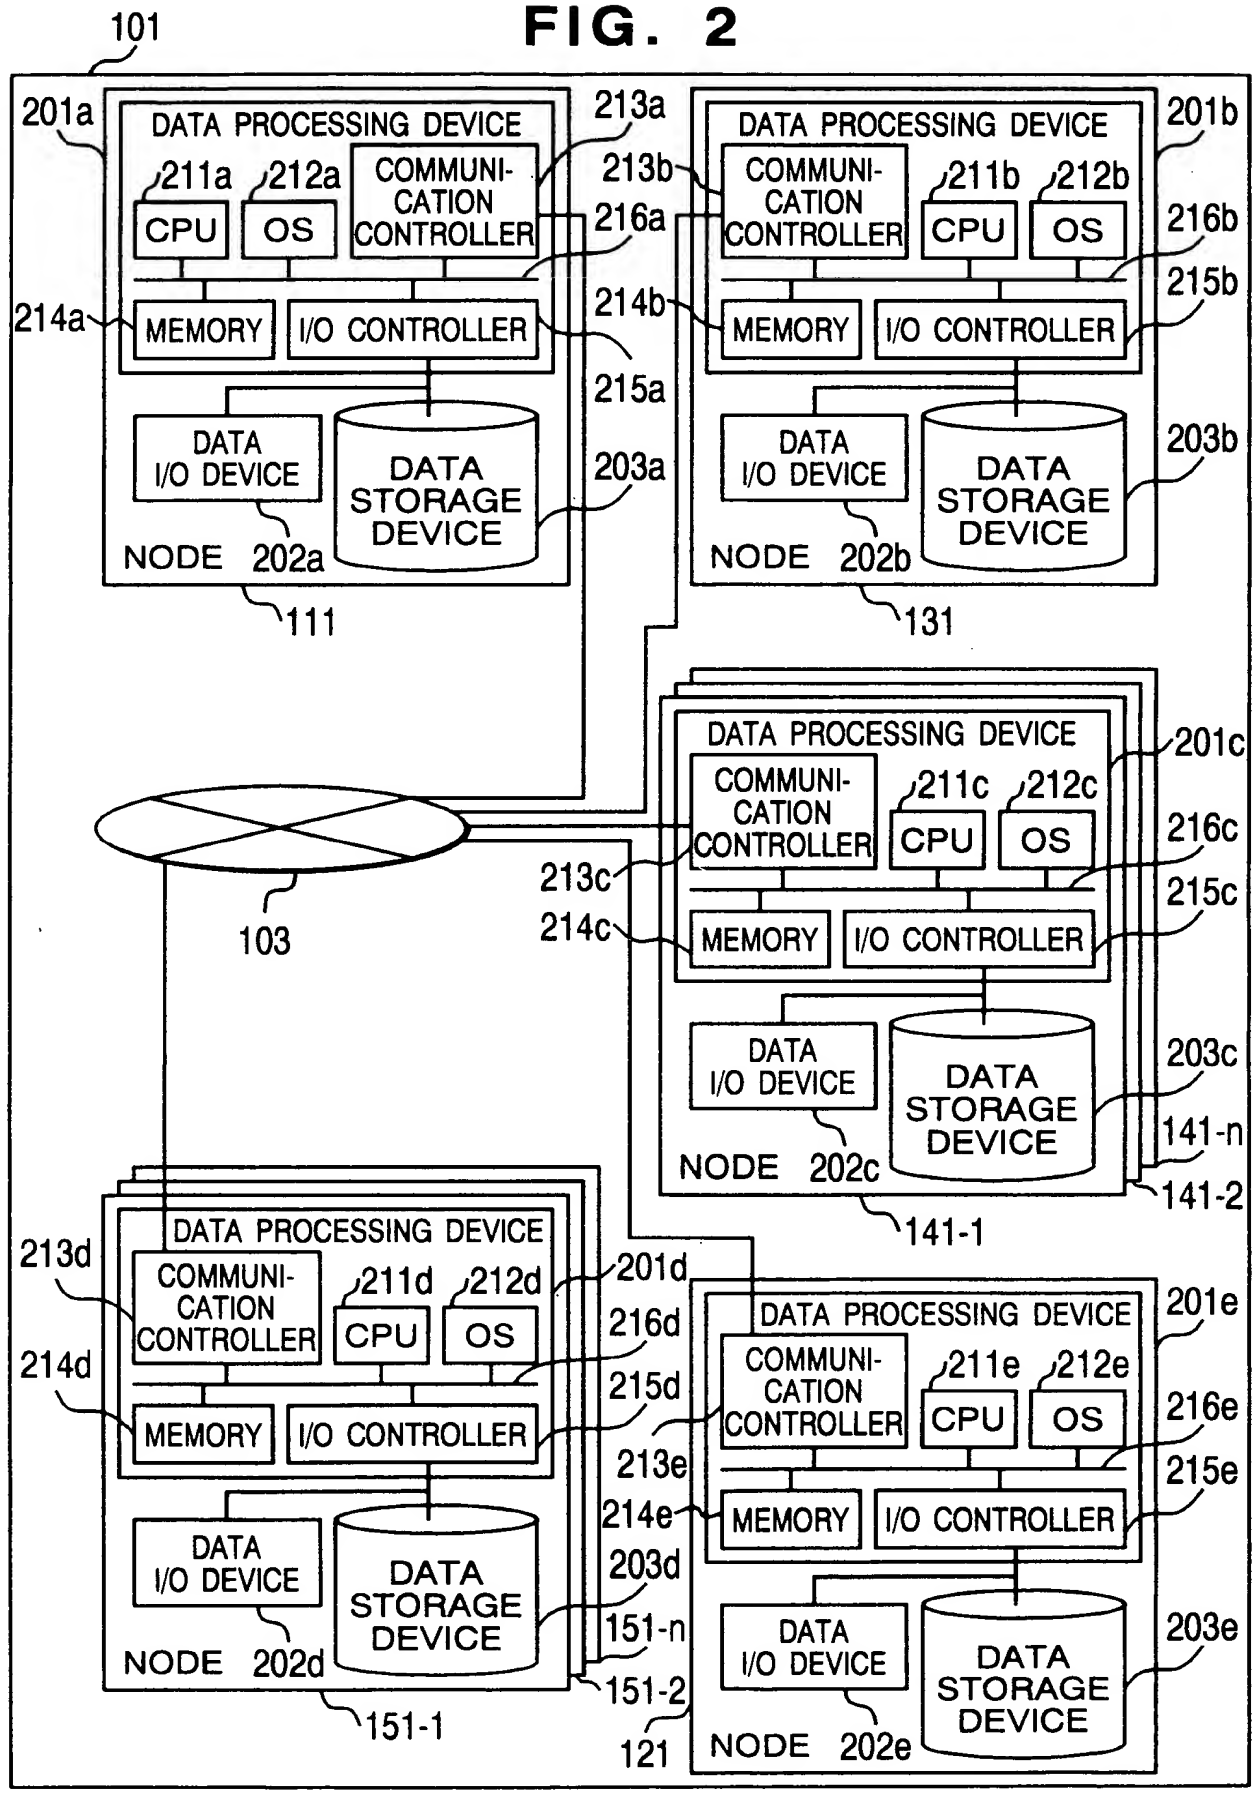 FIG. 2
101
201a
DATA PROCESSING DEVICE
211a
212a
CPU
OS
COMMUNI-
CATION
CONTROLLER
213a
216a
214a
MEMORY
I/O CONTROLLER
215a
DATA
I/O DEVICE
DATA
STORAGE
DEVICE
203a
NODE
202a
111
DATA PROCESSING DEVICE
201b
213b
COMMUNI-
CATION
CONTROLLER
211b
212b
CPU
OS
216b
214b
MEMORY
I/O CONTROLLER
215b
DATA
I/O DEVICE
DATA
STORAGE
DEVICE
203b
NODE
202b
131
103
DATA PROCESSING DEVICE
201c
COMMUNI-
CATION
CONTROLLER
211c
212c
CPU
OS
216c
213c
214c
MEMORY
I/O CONTROLLER
215c
DATA
I/O DEVICE
DATA
STORAGE
DEVICE
203c
NODE
202c
141-n
141-2
141-1
DATA PROCESSING DEVICE
213d
201d
COMMUNI-
CATION
CONTROLLER
211d
212d
CPU
OS
216d
214d
MEMORY
I/O CONTROLLER
215d
DATA
I/O DEVICE
DATA
STORAGE
DEVICE
203d
NODE
202d
151-n
151-2
151-1
DATA PROCESSING DEVICE
201e
COMMUNI-
CATION
CONTROLLER
211e
212e
CPU
OS
216e
213e
214e
MEMORY
I/O CONTROLLER
215e
DATA
I/O DEVICE
DATA
STORAGE
DEVICE
203e
NODE
202e
121